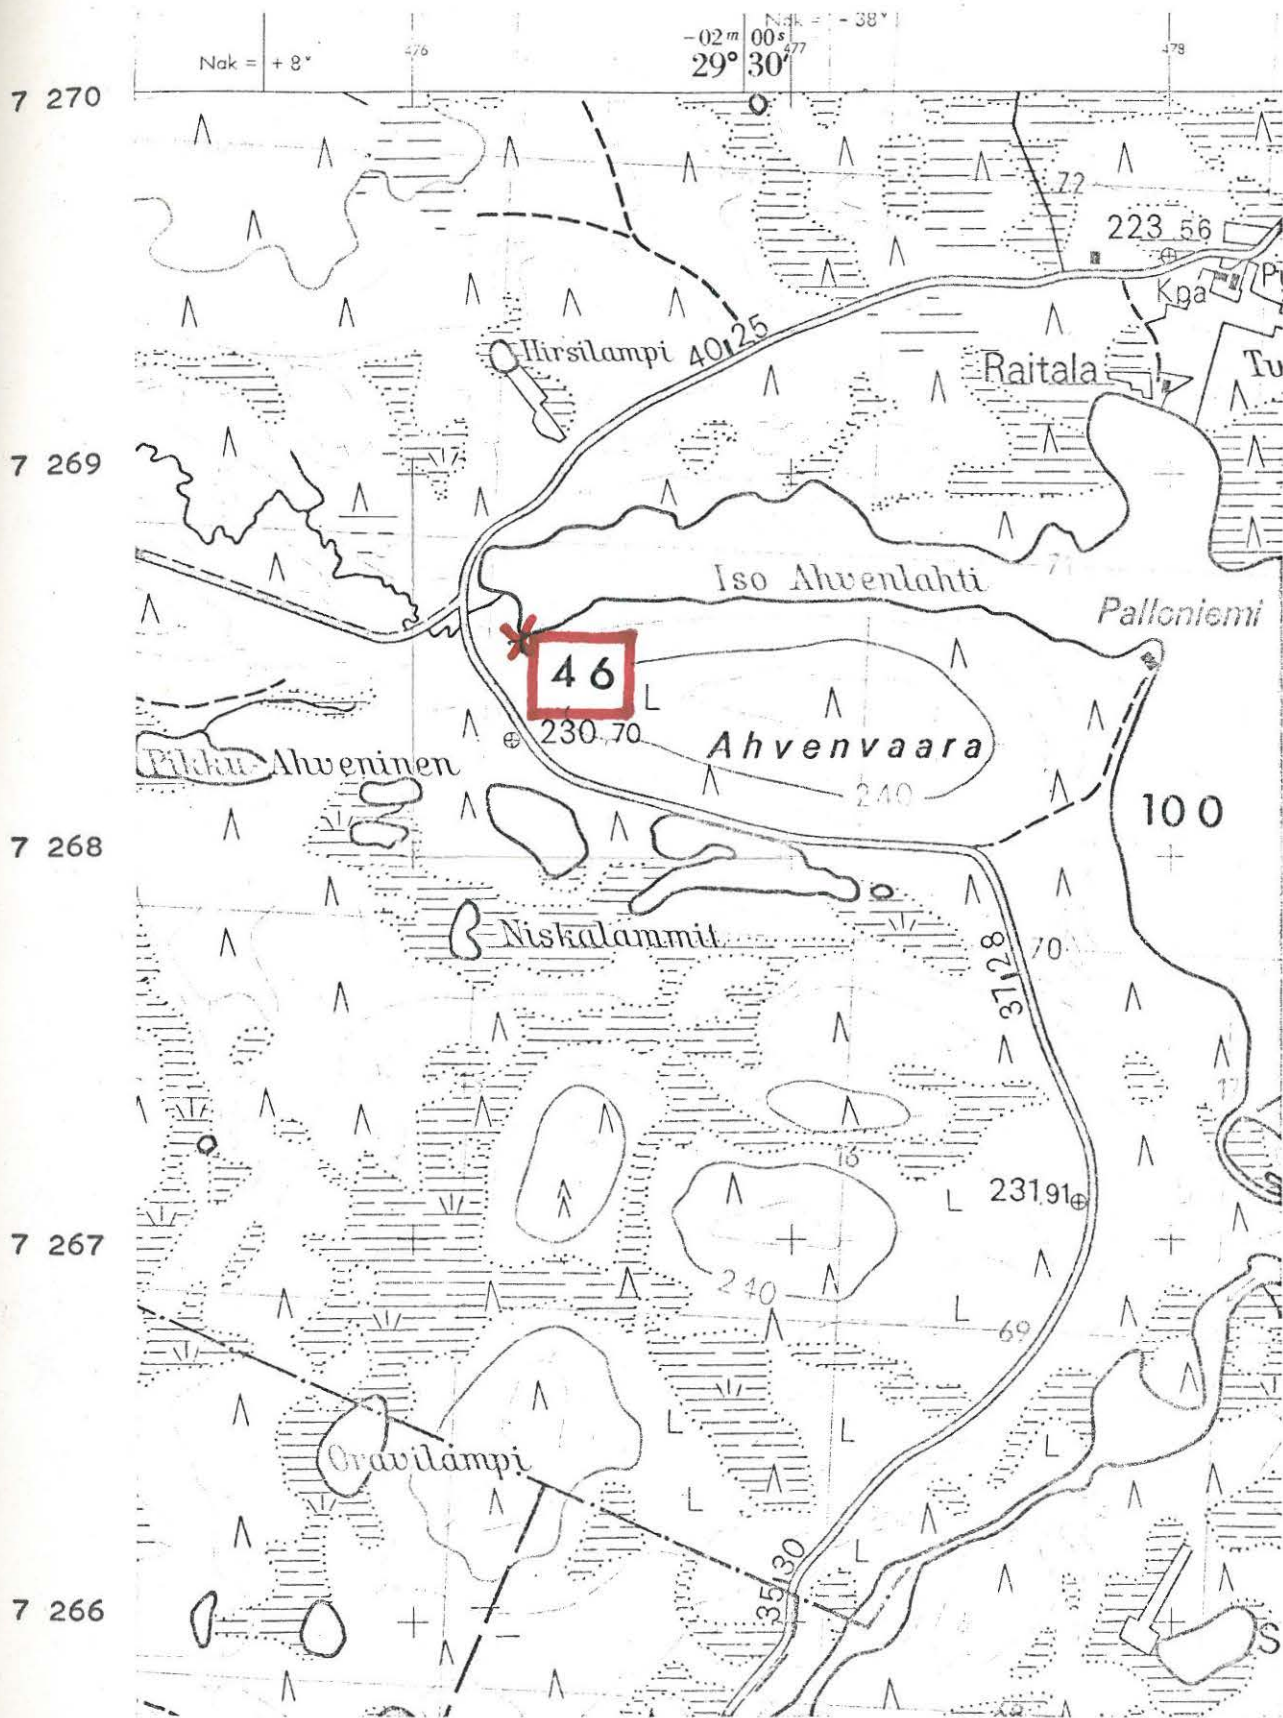 Nak = - 38ᵛ
-02ᵐ 00ˢ
476
477
478
Nak = + 8ᵛ
29° 30'
7 270
72
223.56
Kpa
Hirsilampi
40.25
Raitala
Tu
7 269
71
Iso Ahvenlahti
Palloniemi
46
L
230,70
Ahvenvaara
Pikku-Ahveninen
240
100
7 268
Niskalammit
37.28
70
16
L
231.91
7 267
240
L
69
L
L
L
Oravilampi
L
L
35.30
7 266
S